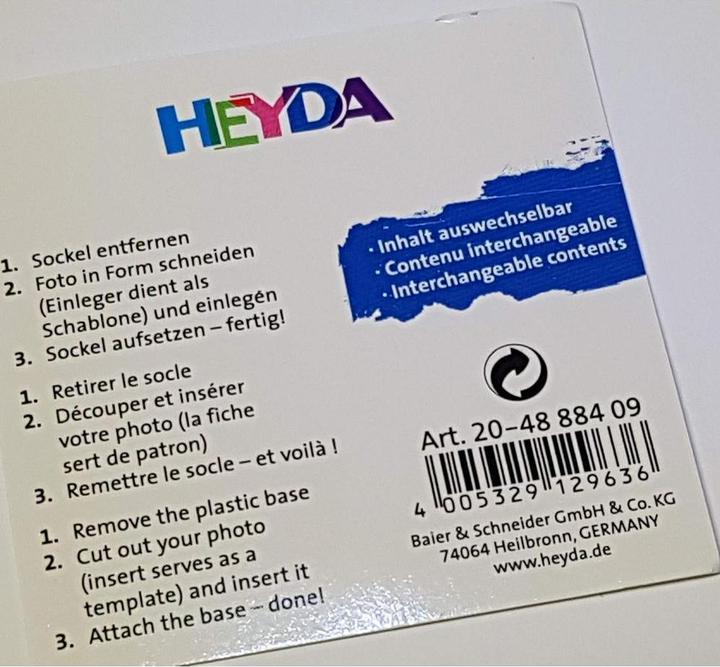 HEYDA
· Inhalt auswechselbar
· Contenu interchangeable
· Interchangeable contents
1. Sockel entfernen
2. Foto in Form schneiden
(Einleger dient als
Schablone) und einlegen
3. Sockel aufsetzen – fertig!
1. Retirer le socle
2. Découper et insérer
votre photo (la fiche
sert de patron)
3. Remettre le socle – et voilà !
1. Remove the plastic base
2. Cut out your photo
(insert serves as a
template) and insert it
3. Attach the base – done!
Art. 20–48 884 09
4 005329 129636
Baier & Schneider GmbH & Co. KG
74064 Heilbronn, GERMANY
www.heyda.de